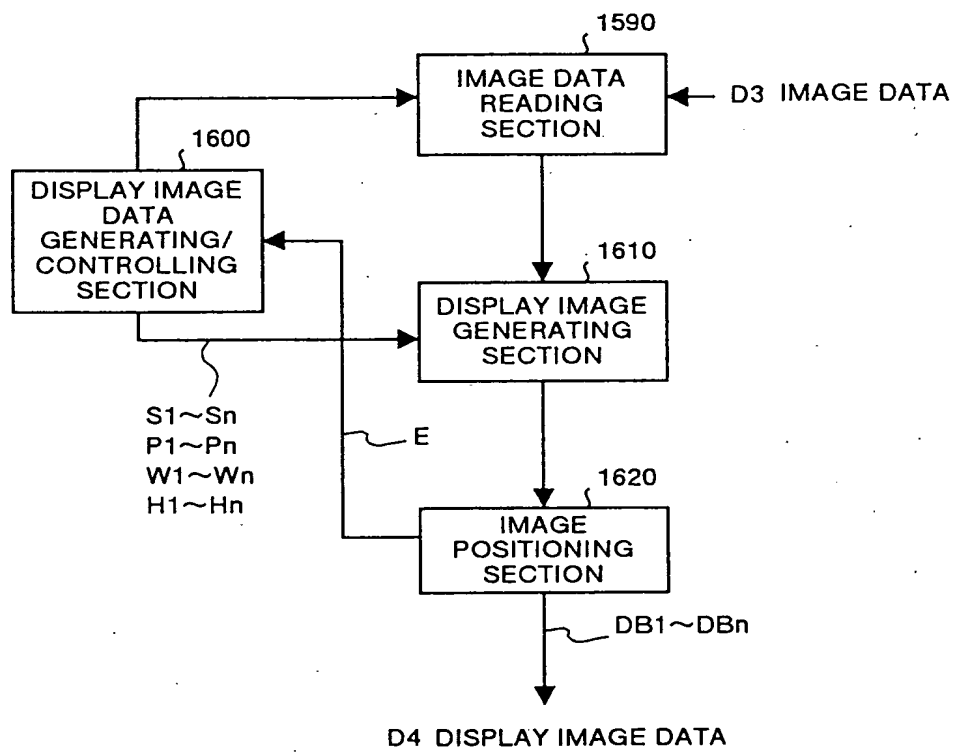 1590
IMAGE DATA
READING
SECTION
D3 IMAGE DATA
1600
DISPLAY IMAGE
DATA
GENERATING/
CONTROLLING
SECTION
1610
DISPLAY IMAGE
GENERATING
SECTION
S1~Sn
P1~Pn
W1~Wn
H1~Hn
E
1620
IMAGE
POSITIONING
SECTION
DB1~DBn
D4 DISPLAY IMAGE DATA